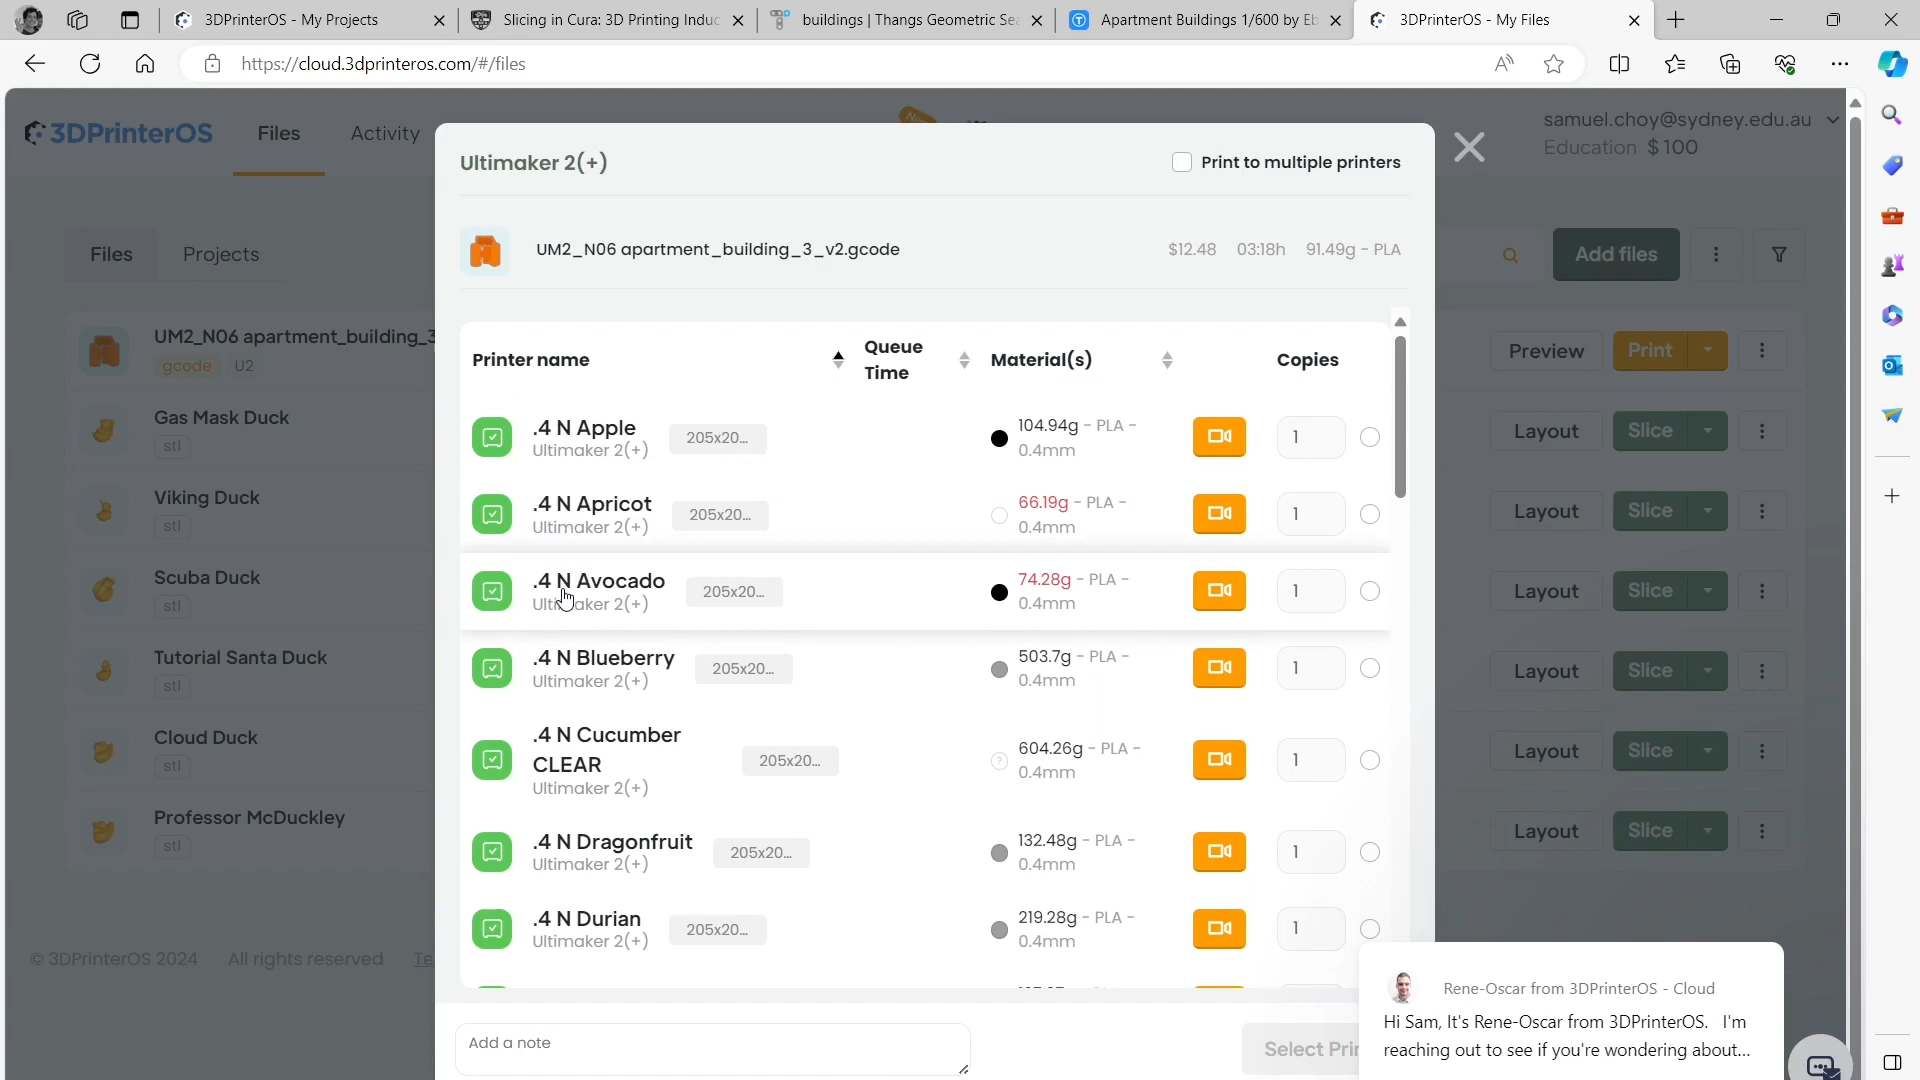 3DPrinterOS - My Projects
Slicing in Cura: 3D Printing Induc
buildings | Thangs Geometric Sea
Apartment Buildings 1/600 by Eb
3DPrinterOS - My Files
https://cloud.3dprinteros.com/#/files
3DPrinterOS
Files
Activity
samuel.choy@sydney.edu.au
Education $100
Ultimaker 2(+)
Print to multiple printers
UM2_N06 apartment_building_3_v2.gcode
$12.48 03:18h 91.49g - PLA
Files
Projects
Add files
Printer name
Queue Time
Material(s)
Copies
UM2_N06 apartment_building_3
gcode U2
Preview
Print
Gas Mask Duck
stl
Layout
Slice
Viking Duck
stl
Layout
Slice
Scuba Duck
stl
Layout
Slice
Tutorial Santa Duck
stl
Layout
Slice
Cloud Duck
stl
Layout
Slice
Professor McDuckley
stl
Layout
Slice
.4 N Apple
Ultimaker 2(+)
205x20...
104.94g - PLA -
0.4mm
1
.4 N Apricot
Ultimaker 2(+)
205x20...
66.19g - PLA -
0.4mm
1
.4 N Avocado
Ultimaker 2(+)
205x20...
74.28g - PLA -
0.4mm
1
.4 N Blueberry
Ultimaker 2(+)
205x20...
503.7g - PLA -
0.4mm
1
.4 N Cucumber
CLEAR
Ultimaker 2(+)
205x20...
604.26g - PLA -
0.4mm
1
.4 N Dragonfruit
Ultimaker 2(+)
205x20...
132.48g - PLA -
0.4mm
1
.4 N Durian
Ultimaker 2(+)
205x20...
219.28g - PLA -
0.4mm
1
© 3DPrinterOS 2024
All rights reserved
Te
Add a note
Select Prin
Rene-Oscar from 3DPrinterOS - Cloud
Hi Sam, It's Rene-Oscar from 3DPrinterOS. I'm
reaching out to see if you're wondering about...